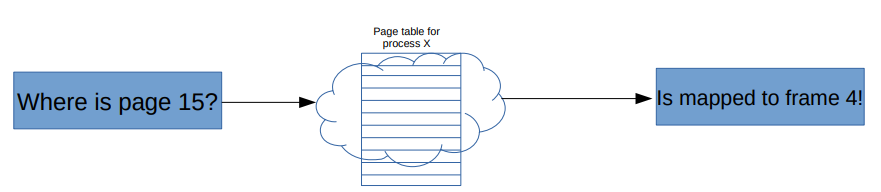 Page table for
process X
Where is page 15?
Is mapped to frame 4!